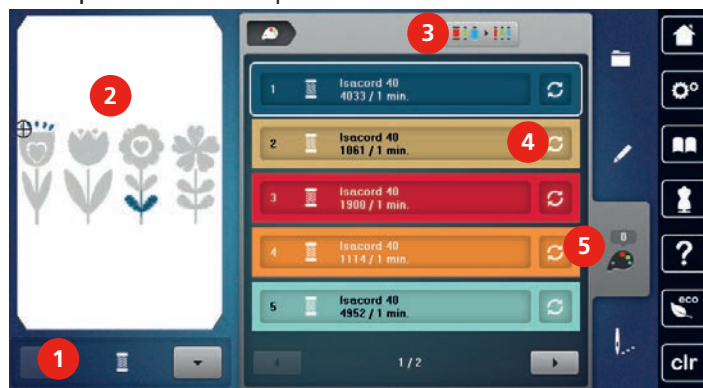 1
2
3
4
5
1
Isacord 40
4033 / 1 min.
2
Isacord 40
1061 / 1 min.
3
Isacord 40
1900 / 1 min.
4
Isacord 40
1114 / 1 min.
5
Isacord 40
4952 / 1 min.
1/2
0
?
eco
clr